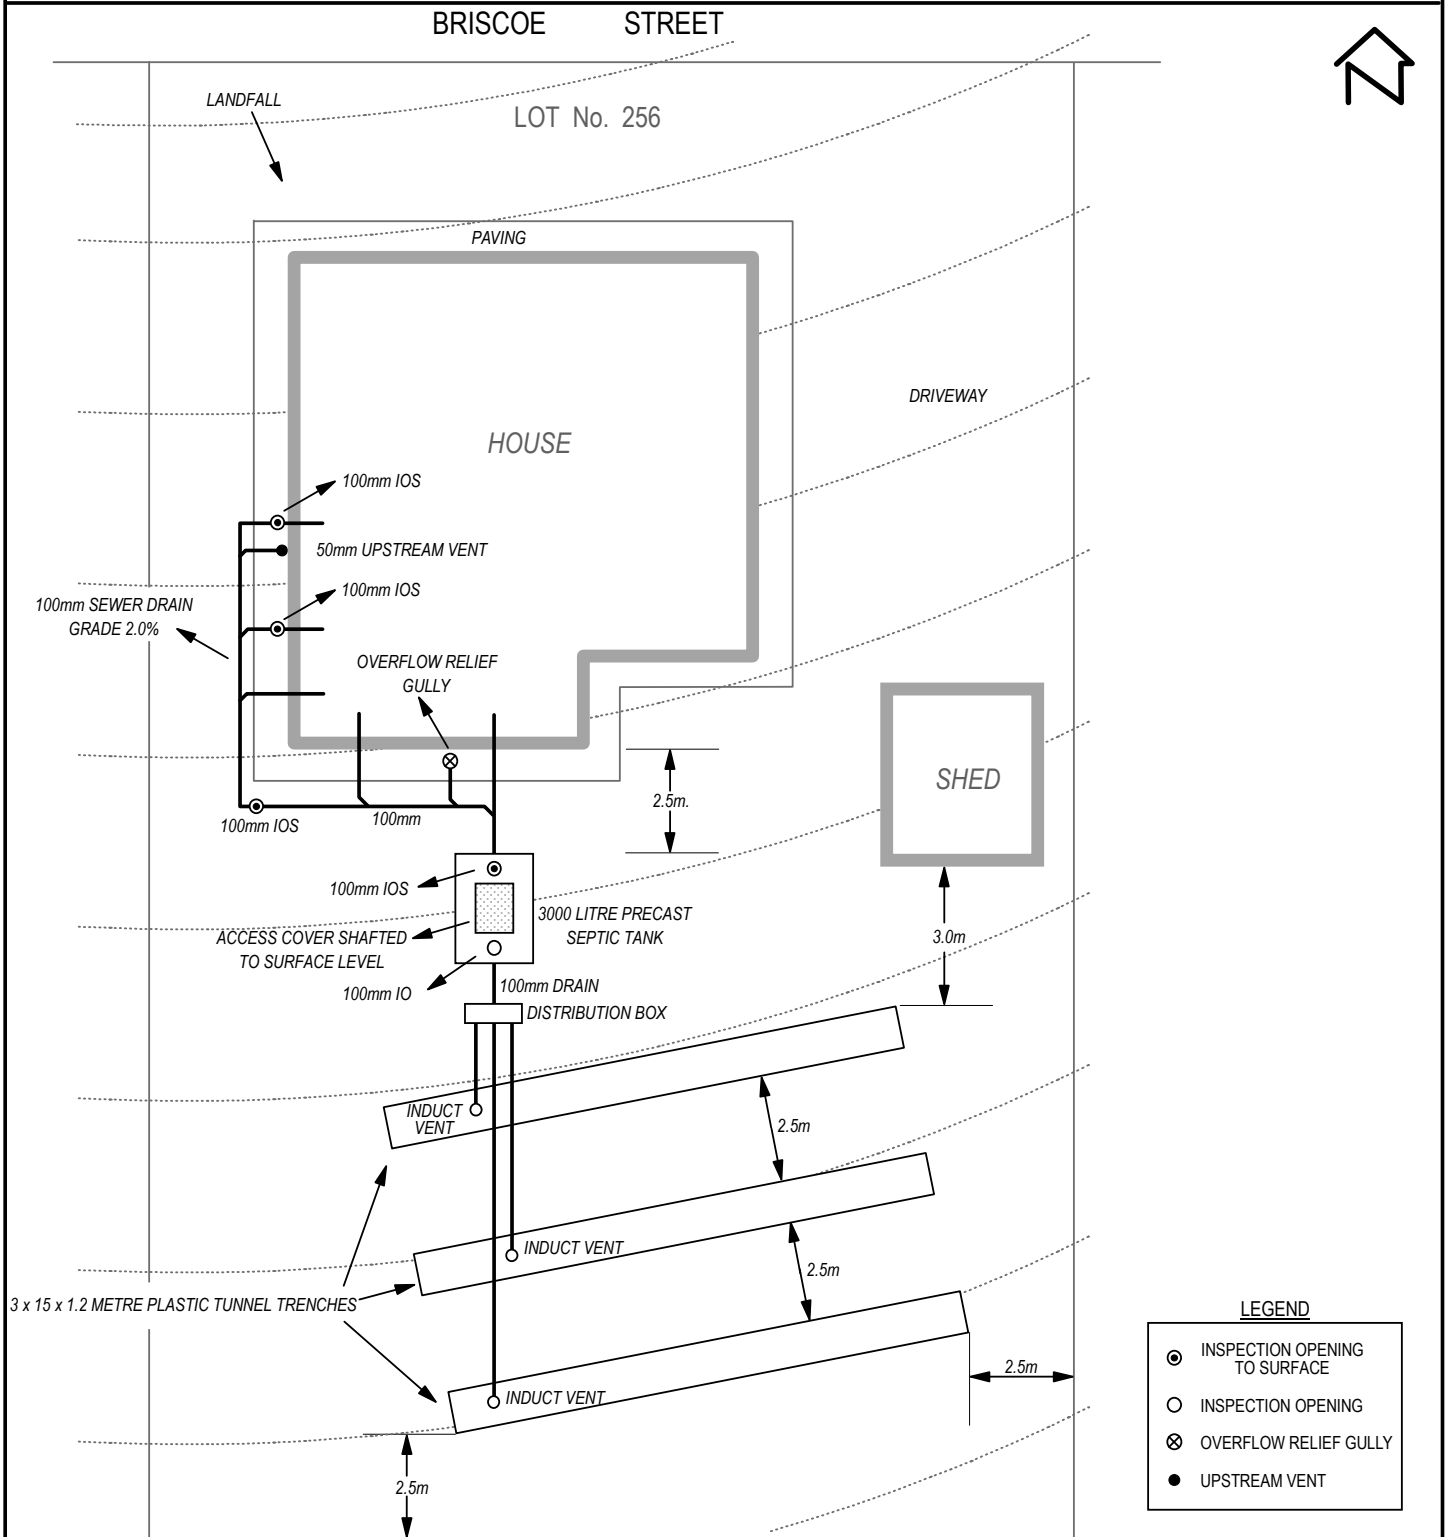 BRISCOE STREET
LANDFALL
LOT No. 256
N
PAVING
DRIVEWAY
HOUSE
100mm IOS
50mm UPSTREAM VENT
100mm IOS
100mm SEWER DRAIN
GRADE 2.0%
OVERFLOW RELIEF
GULLY
SHED
2.5m.
100mm IOS
100mm
100mm IOS
3000 LITRE PRECAST
SEPTIC TANK
ACCESS COVER SHAFTED
TO SURFACE LEVEL
3.0m
100mm IO
100mm DRAIN
DISTRIBUTION BOX
INDUCT
VENT
2.5m
INDUCT VENT
2.5m
3 x 15 x 1.2 METRE PLASTIC TUNNEL TRENCHES
2.5m
INDUCT VENT
2.5m
LEGEND
INSPECTION OPENING
TO SURFACE
INSPECTION OPENING
OVERFLOW RELIEF GULLY
UPSTREAM VENT